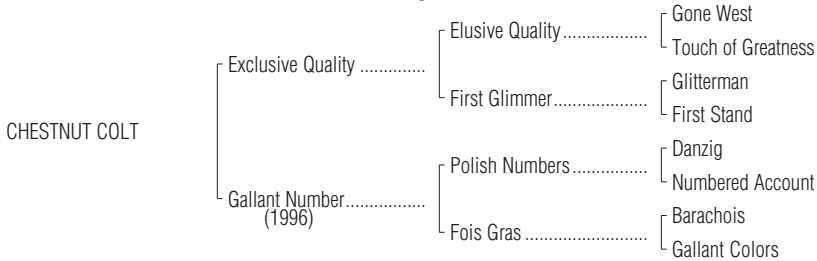 Gone West
Elusive Quality..................
Touch of Greatness
Exclusive Quality ..............
Glitterman
First Glimmer....................
First Stand
CHESTNUT COLT
Danzig
Polish Numbers................
Numbered Account
Gallant Number.................
(1996)
Barachois
Fois Gras ..........................
Gallant Colors